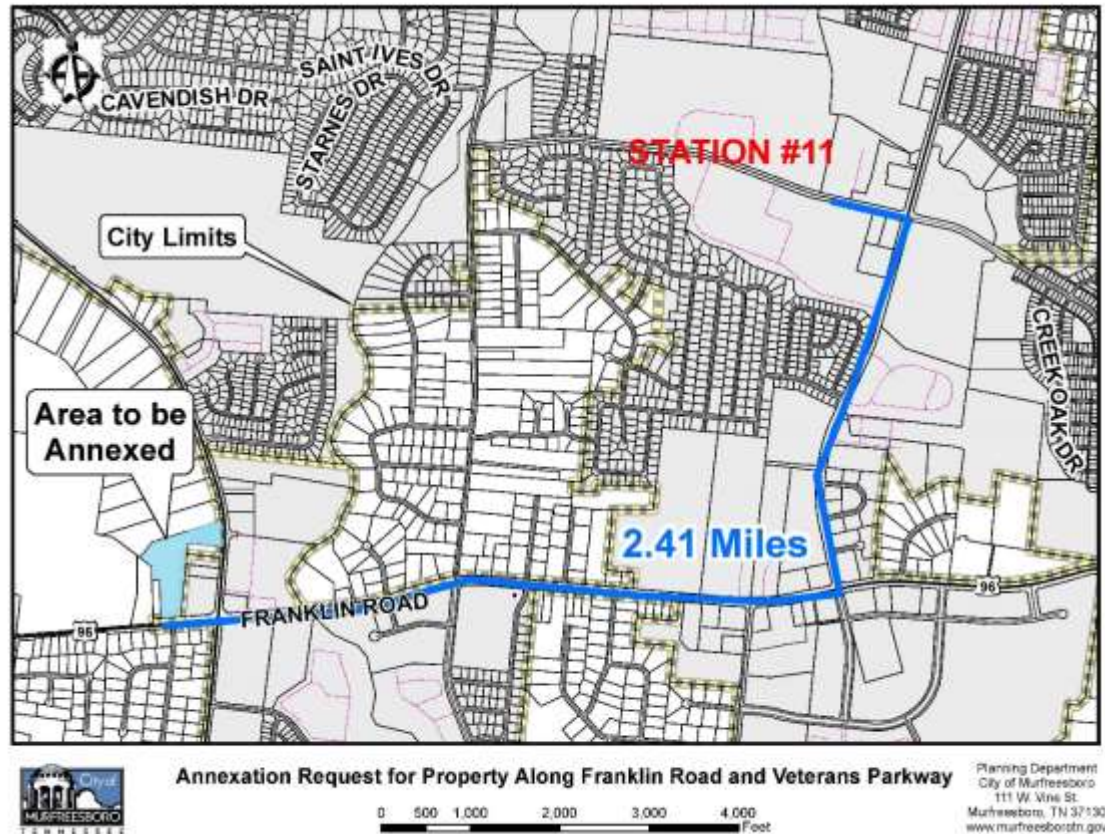 SAINT IVES DR
CAVENDISH DR
STARNES DR
STATION #11
City Limits
CREEKOAK DR
Area to be
Annexed
2.41 Miles
96
FRANKLIN ROAD
96
City of
MURFREESBORO
TENNESSEE
Annexation Request for Property Along Franklin Road and Veterans Parkway
0 500 1,000 2,000 3,000 4,000
Feet
Planning Department
City of Murfreesboro
111 W. Vine St.
Murfreesboro, TN 37130
www.murfreesborotn.gov